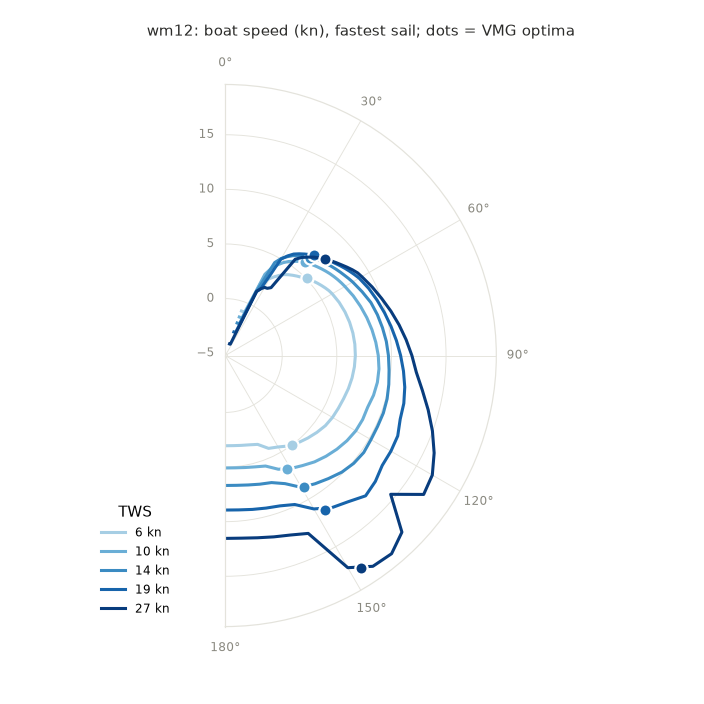 wm12: boat speed (kn), fastest sail; dots = VMG optima
0°
30°
15
10
60°
5
0
−5
90°
120°
TWS
6 kn
10 kn
14 kn
19 kn
27 kn
150°
180°